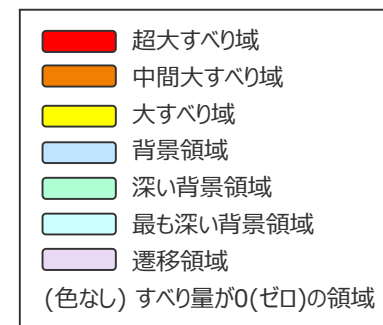 超大すべり域
中間大すべり域
大すべり域
背景領域
深い背景領域
最も深い背景領域
遷移領域
(色なし) すべり量が0(ゼロ)の領域